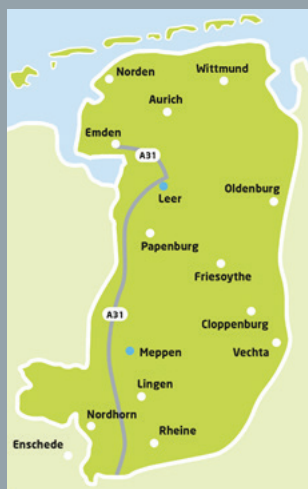 Norden
Wittmund
Aurich
Emden
A31
Leer
Oldenburg
Papenburg
Friesoythe
Cloppenburg
A31
Vechta
Meppen
Lingen
Nordhorn
Rheine
Enschede